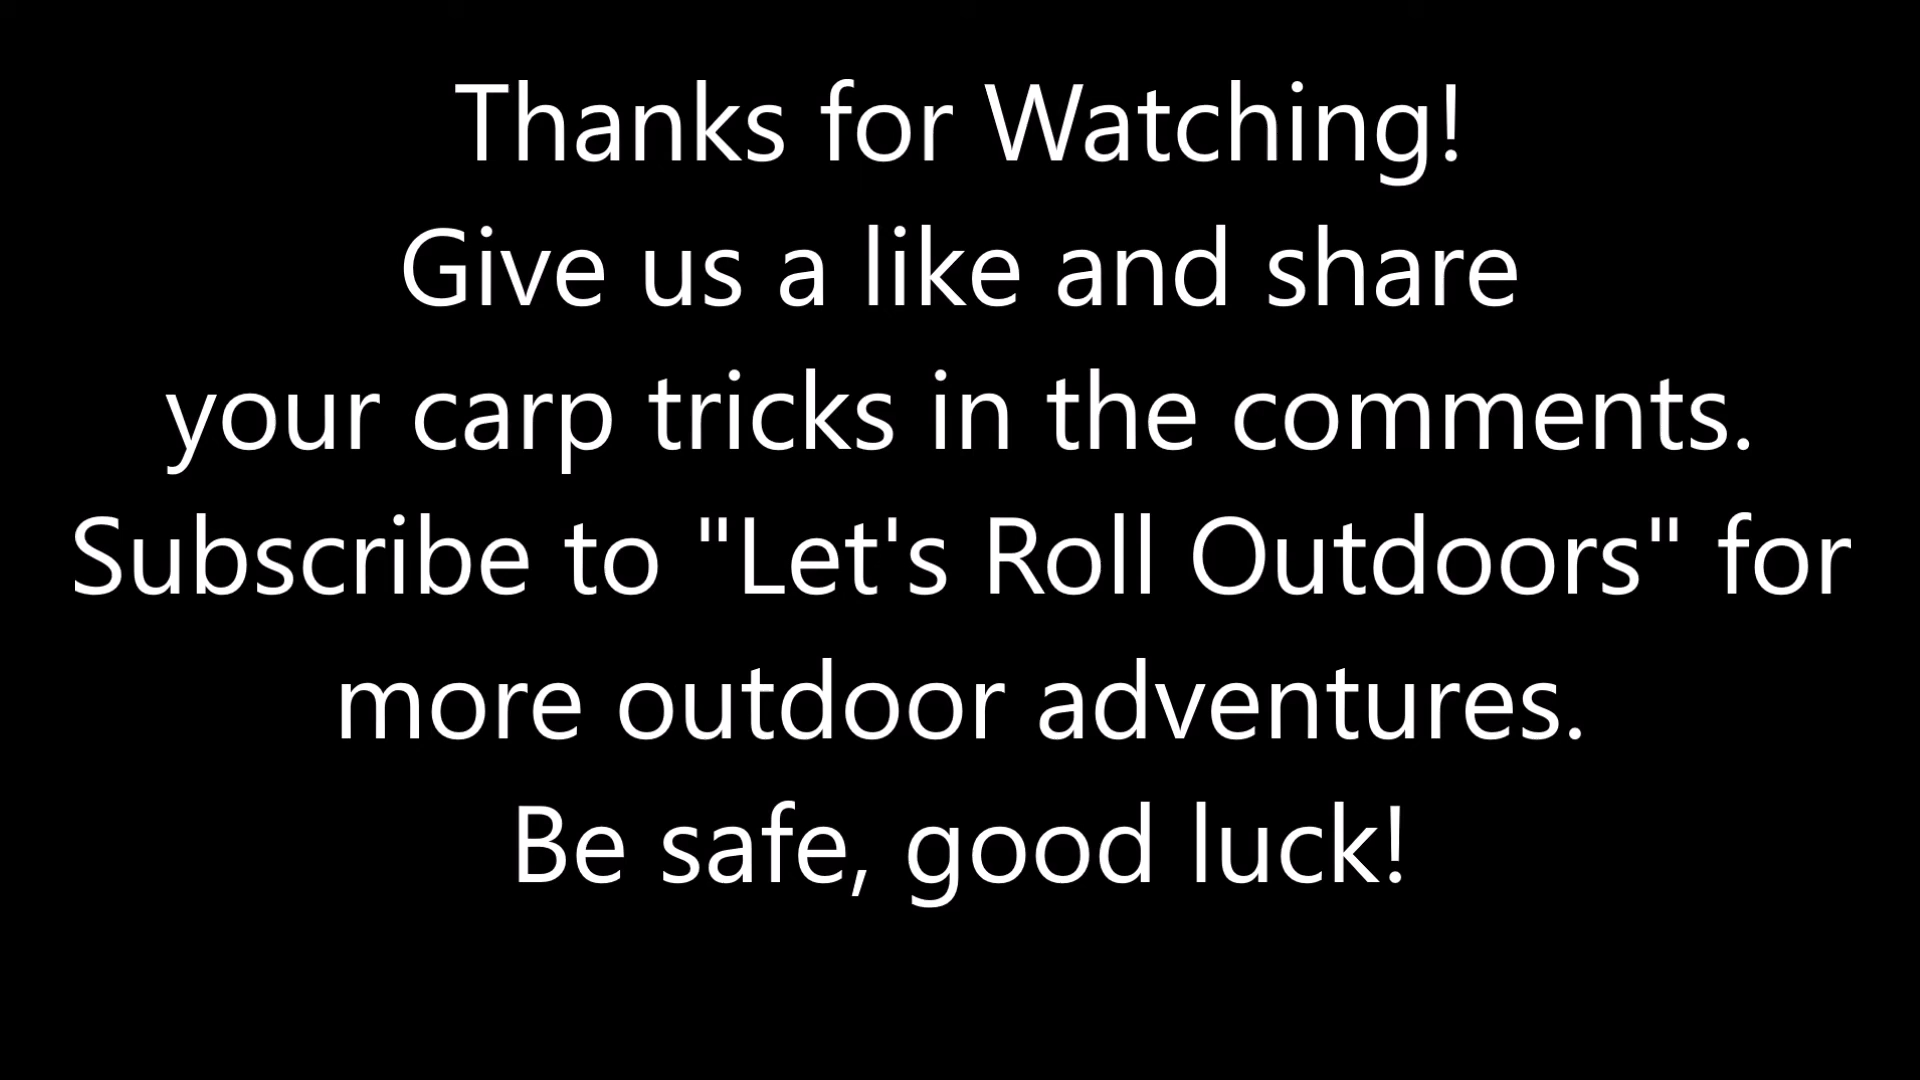 Thanks for Watching!
Give us a like and share
your carp tricks in the comments.
Subscribe to "Let's Roll Outdoors" for
more outdoor adventures.
Be safe, good luck!